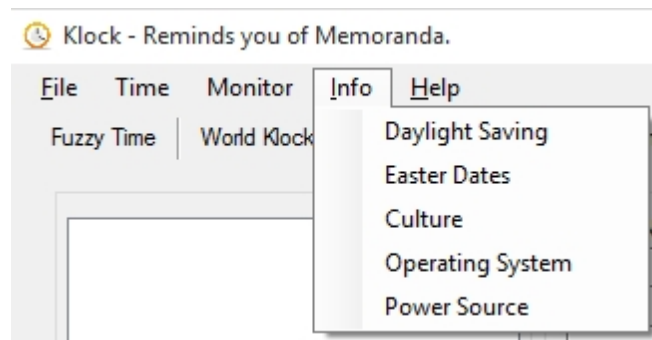 Klock - Reminds you of Memoranda.
File Time Monitor Info Help
Fuzzy Time World Klock
Daylight Saving
Easter Dates
Culture
Operating System
Power Source